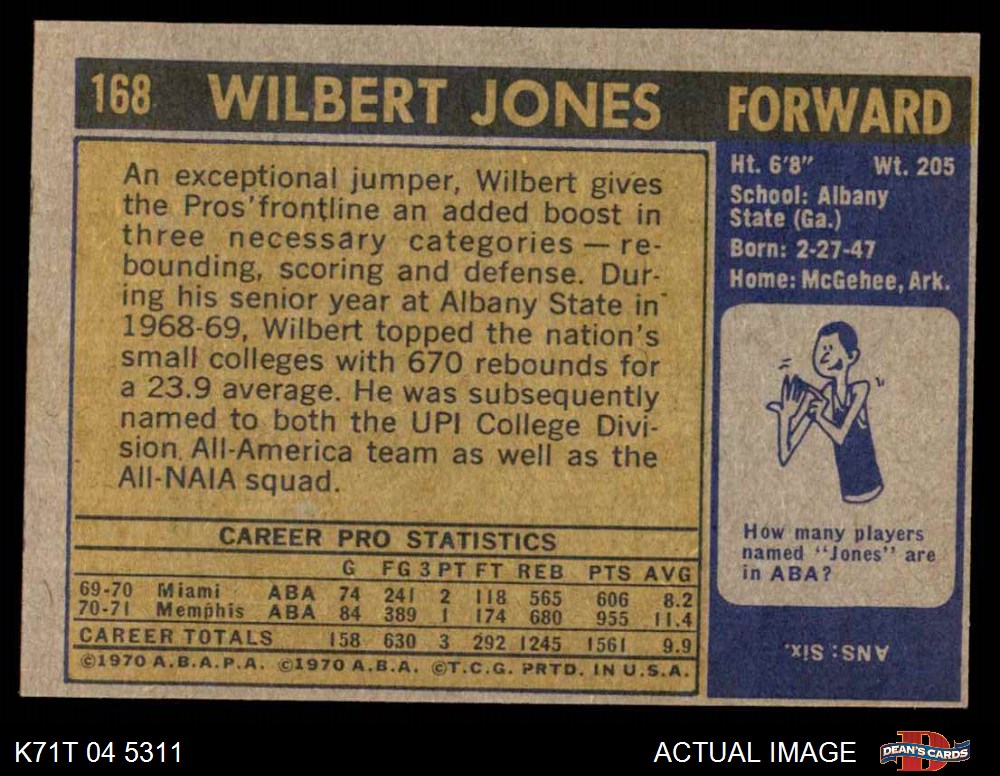 168 WILBERT JONES FORWARD
An exceptional jumper, Wilbert gives
the Pros' frontline an added boost in
three necessary categories — re-
bounding, scoring and defense. Dur-
ing his senior year at Albany State in
1968-69, Wilbert topped the nation's
small colleges with 670 rebounds for
a 23.9 average. He was subsequently
named to both the UPI College Divi-
sion All-America team as well as the
All-NAIA squad.
CAREER PRO STATISTICS
G FG 3 PT FT REB PTS AVG
69-70 Miami ABA 74 241 2 118 565 606 8.2
70-71 Memphis ABA 84 389 1 174 680 955 11.4
CAREER TOTALS 158 630 3 292 1245 1561 9.9
©1970 A.B.A.P.A. ©1970 A.B.A. ©T.C.G. PRTD. IN U.S.A.
Ht. 6'8" Wt. 205
School: Albany
State (Ga.)
Born: 2-27-47
Home: McGehee, Ark.
How many players
named "Jones" are
in ABA?
ANS: Six.
K71T 04 5311 ACTUAL IMAGE DEAN'S CARDS